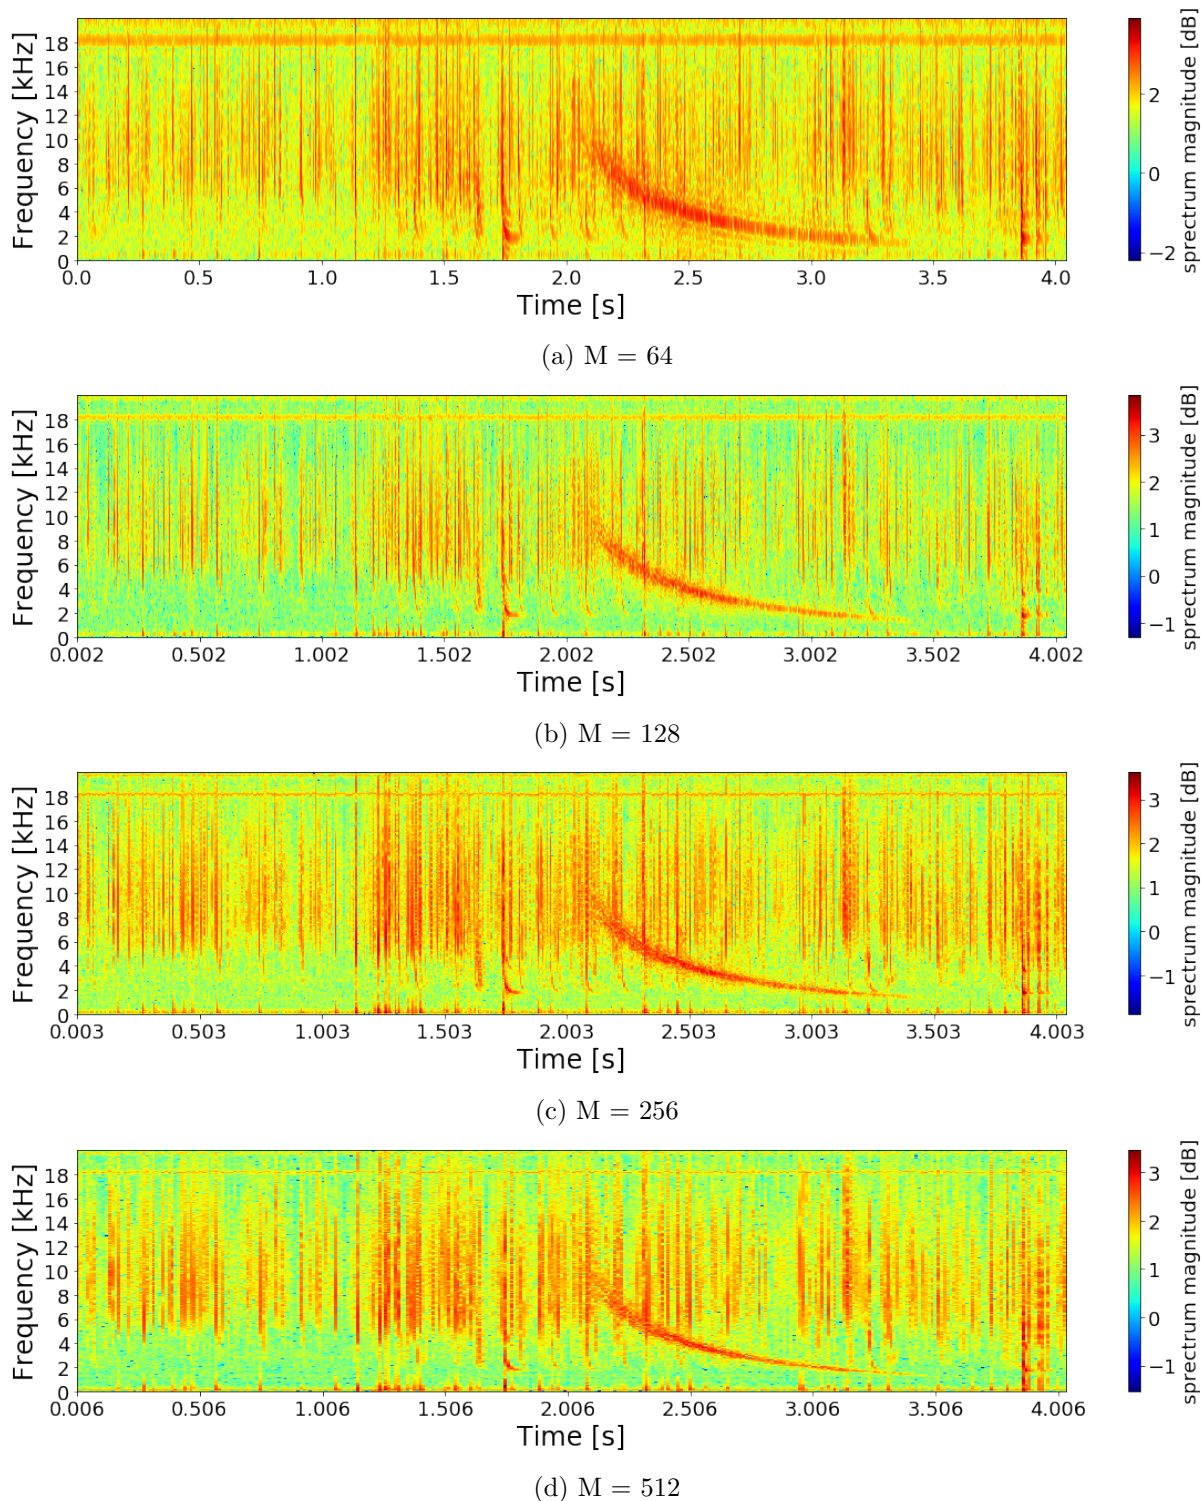 Frequency [kHz]
18
16
14
12
10
8
6
4
2
0
0.0 0.5 1.0 1.5 2.0 2.5 3.0 3.5 4.0
Time [s]
2
0
−2
sprectrum magnitude [dB]
(a) M = 64
Frequency [kHz]
18
16
14
12
10
8
6
4
2
0
0.002 0.502 1.002 1.502 2.002 2.502 3.002 3.502 4.002
Time [s]
3
2
1
0
−1
sprectrum magnitude [dB]
(b) M = 128
Frequency [kHz]
18
16
14
12
10
8
6
4
2
0
0.003 0.503 1.003 1.503 2.003 2.503 3.003 3.503 4.003
Time [s]
3
2
1
0
−1
sprectrum magnitude [dB]
(c) M = 256
Frequency [kHz]
18
16
14
12
10
8
6
4
2
0
0.006 0.506 1.006 1.506 2.006 2.506 3.006 3.506 4.006
Time [s]
3
2
1
0
−1
sprectrum magnitude [dB]
(d) M = 512